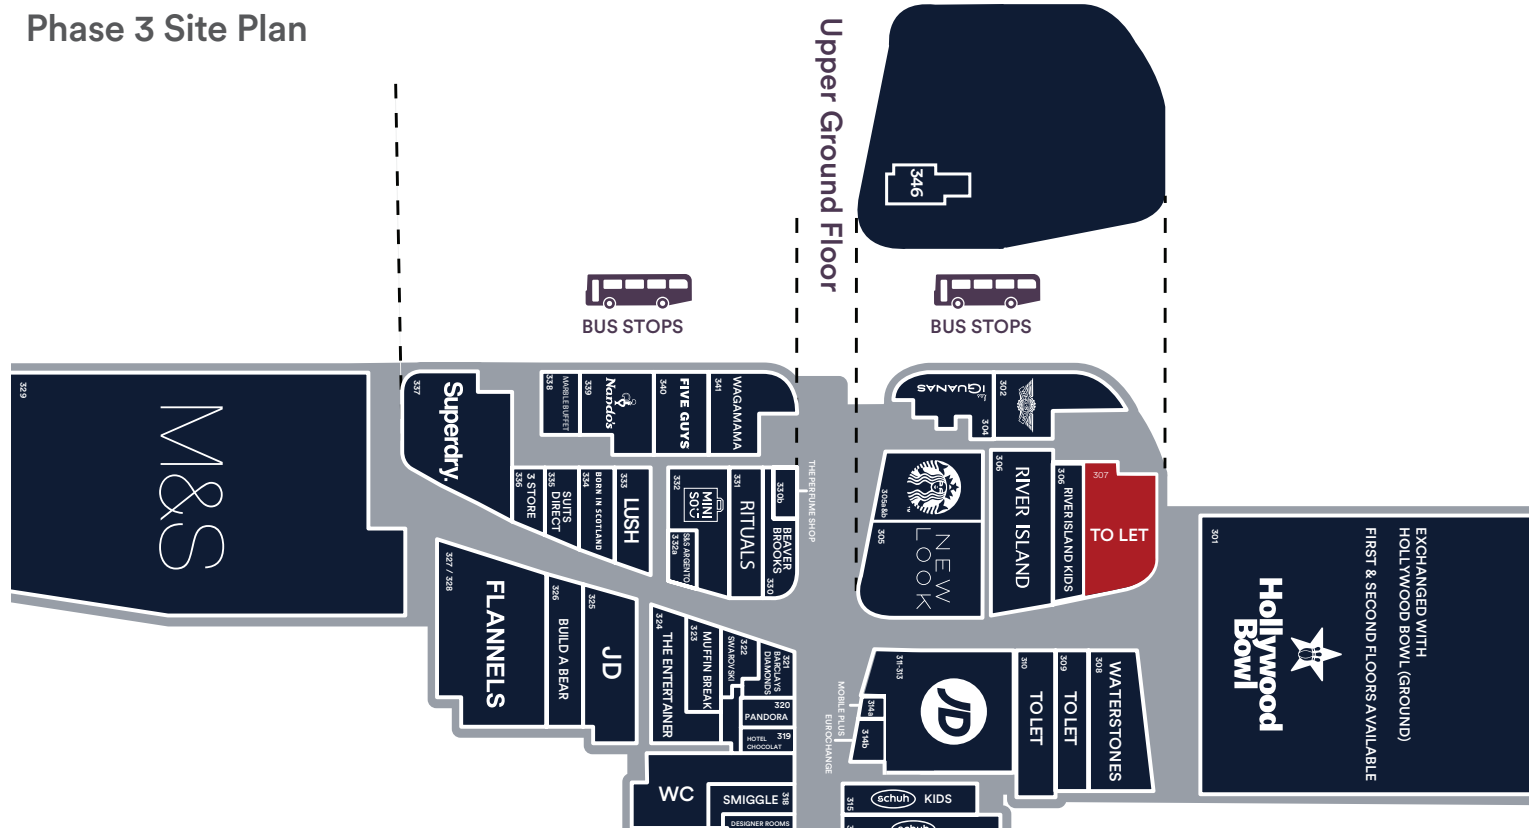 Phase 3 Site Plan
Upper Ground Floor
346
BUS STOPS
BUS STOPS
329
M&S
337
Superdry.
338
MARBLE BUFFET
339
Nando's
340
FIVE GUYS
341
WAGAMAMA
336
3 STORE
335
SUITS
DIRECT
334
BORN IN SCOTLAND
333
LUSH
332
MINI
SO
332a
S&S ARGENTO
331
RITUALS
330b
THE PERFUME SHOP
BEAVER
BROOKS
330
iGUANAS
304
302
305a&b
305
NEW
LOOK
306
RIVER ISLAND
306
RIVER ISLAND KIDS
307
TO LET
301
Hollywood
Bowl
EXCHANGED WITH
HOLLYWOOD BOWL (GROUND)
FIRST & SECOND FLOORS AVAILABLE
327 / 328
FLANNELS
326
BUILD A BEAR
325
JD
324
THE ENTERTAINER
323
MUFFIN BREAK
322
SWAROVSKI
321
BARCLAYS
DIAMONDS
320
PANDORA
319
HOTEL
CHOCOLAT
WC
SMIGGLE
318
DESIGNER ROOMS
MOBILE PLUS
EUROCHANGE
311-313
314a
314b
JD
310
TO LET
309
TO LET
308
WATERSTONES
315
schuh KIDS
schuh